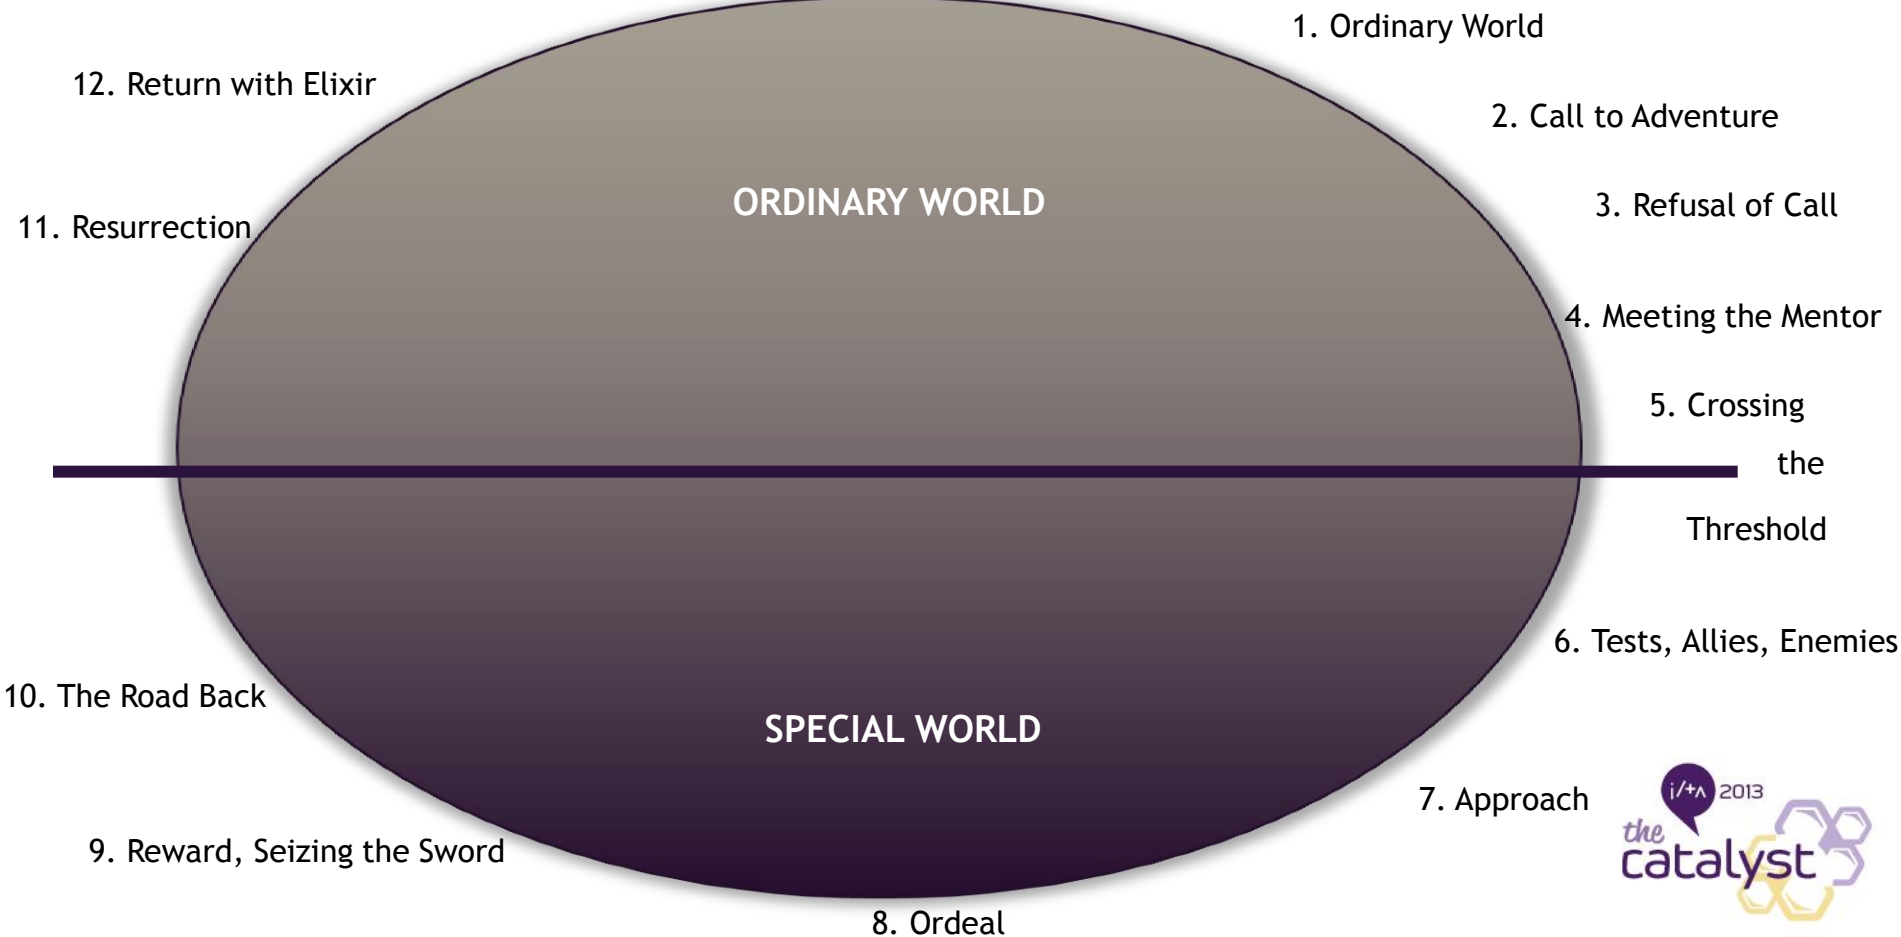 1. Ordinary World
12. Return with Elixir
2. Call to Adventure
ORDINARY WORLD
3. Refusal of Call
11. Resurrection
4. Meeting the Mentor
5. Crossing
the
Threshold
6. Tests, Allies, Enemies
10. The Road Back
SPECIAL WORLD
7. Approach
i/+ʌ 2013
the
catalyst
9. Reward, Seizing the Sword
8. Ordeal